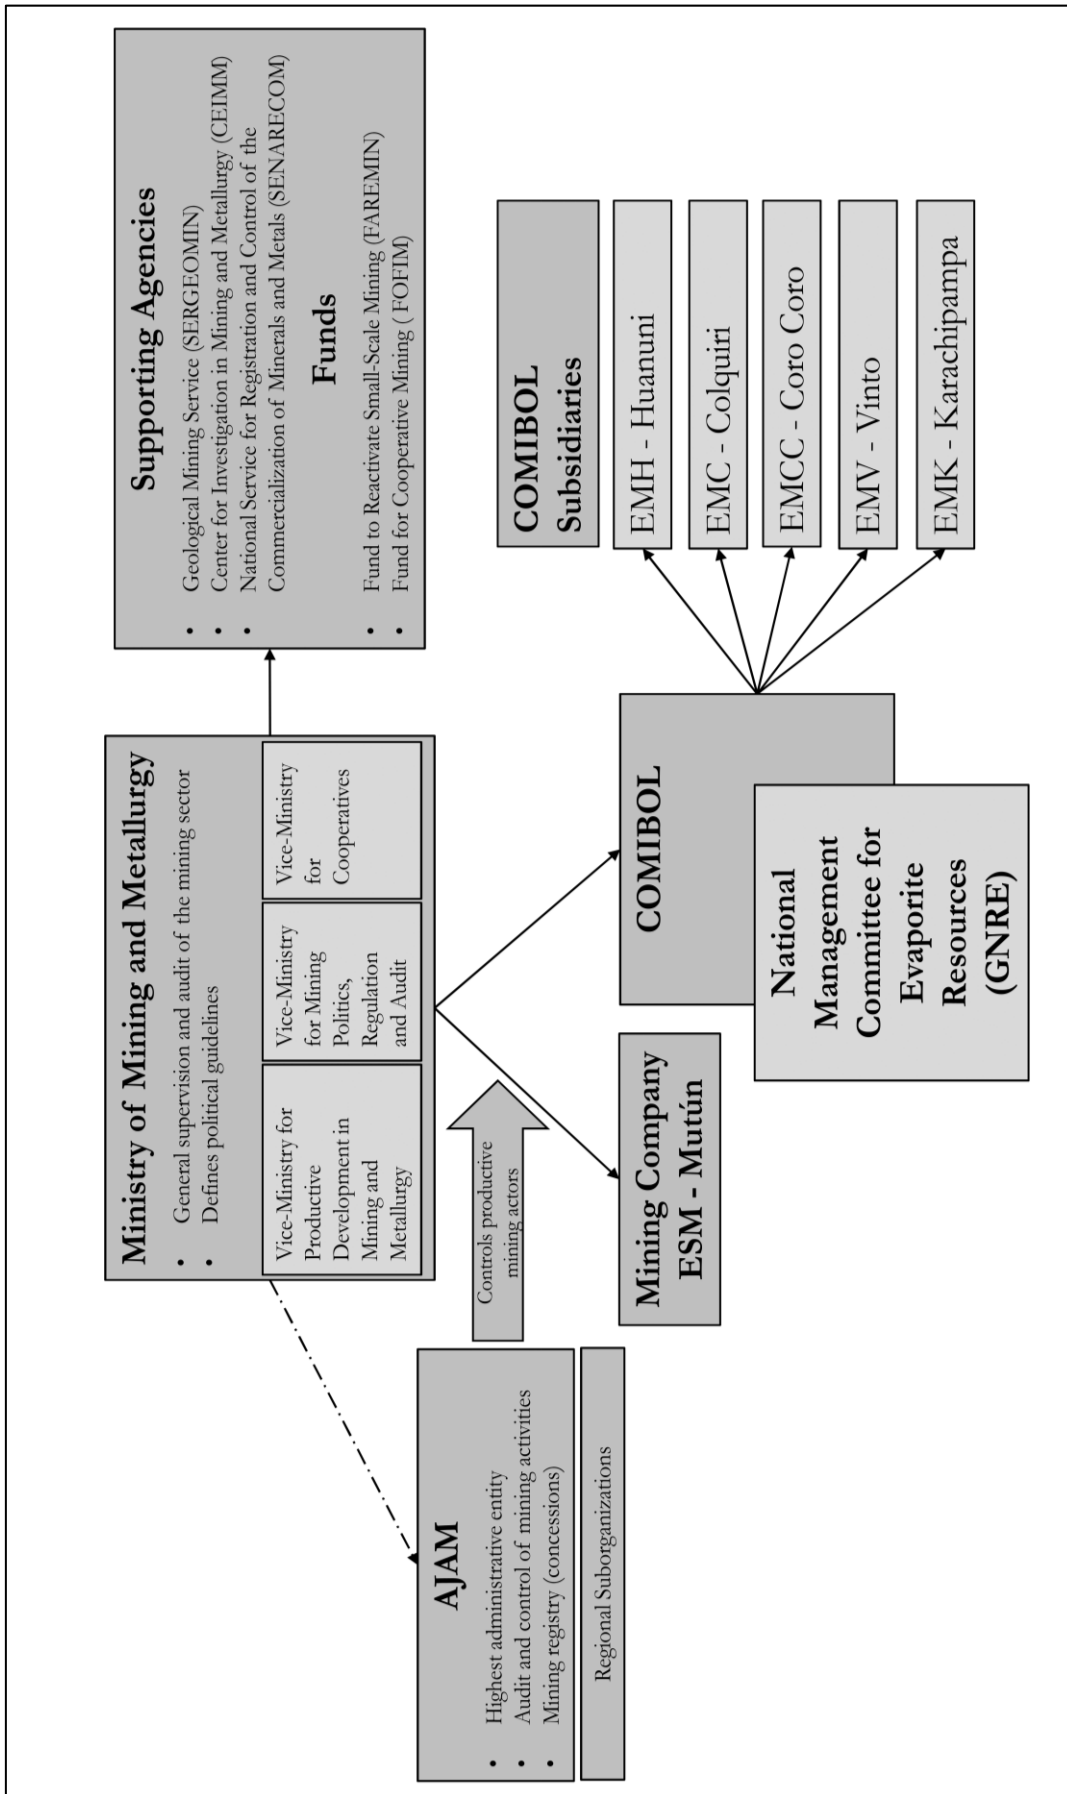 Ministry of Mining and Metallurgy
General supervision and audit of the mining sector
Defines political guidelines
Vice-Ministry for
Productive
Development in
Mining and
Metallurgy
Vice-Ministry
for Mining
Politics,
Regulation
and Audit
Vice-Ministry
for
Cooperatives
Supporting Agencies
Geological Mining Service (SERGEOMIN)
Center for Investigation in Mining and Metallurgy (CEIMM)
National Service for Registration and Control of the
Commercialization of Minerals and Metals (SENARECOM)
Funds
Fund to Reactivate Small-Scale Mining (FAREMIN)
Fund for Cooperative Mining ( FOFIM)
AJAM
Highest administrative entity
Audit and control of mining activities
Mining registry (concessions)
Regional Suborganizations
Controls productive
mining actors
Mining Company
ESM - Mutún
COMIBOL
National
Management
Committee for
Evaporite
Resources
(GNRE)
COMIBOL
Subsidiaries
EMH - Huanuni
EMC - Colquiri
EMCC - Coro Coro
EMV - Vinto
EMK - Karachipampa